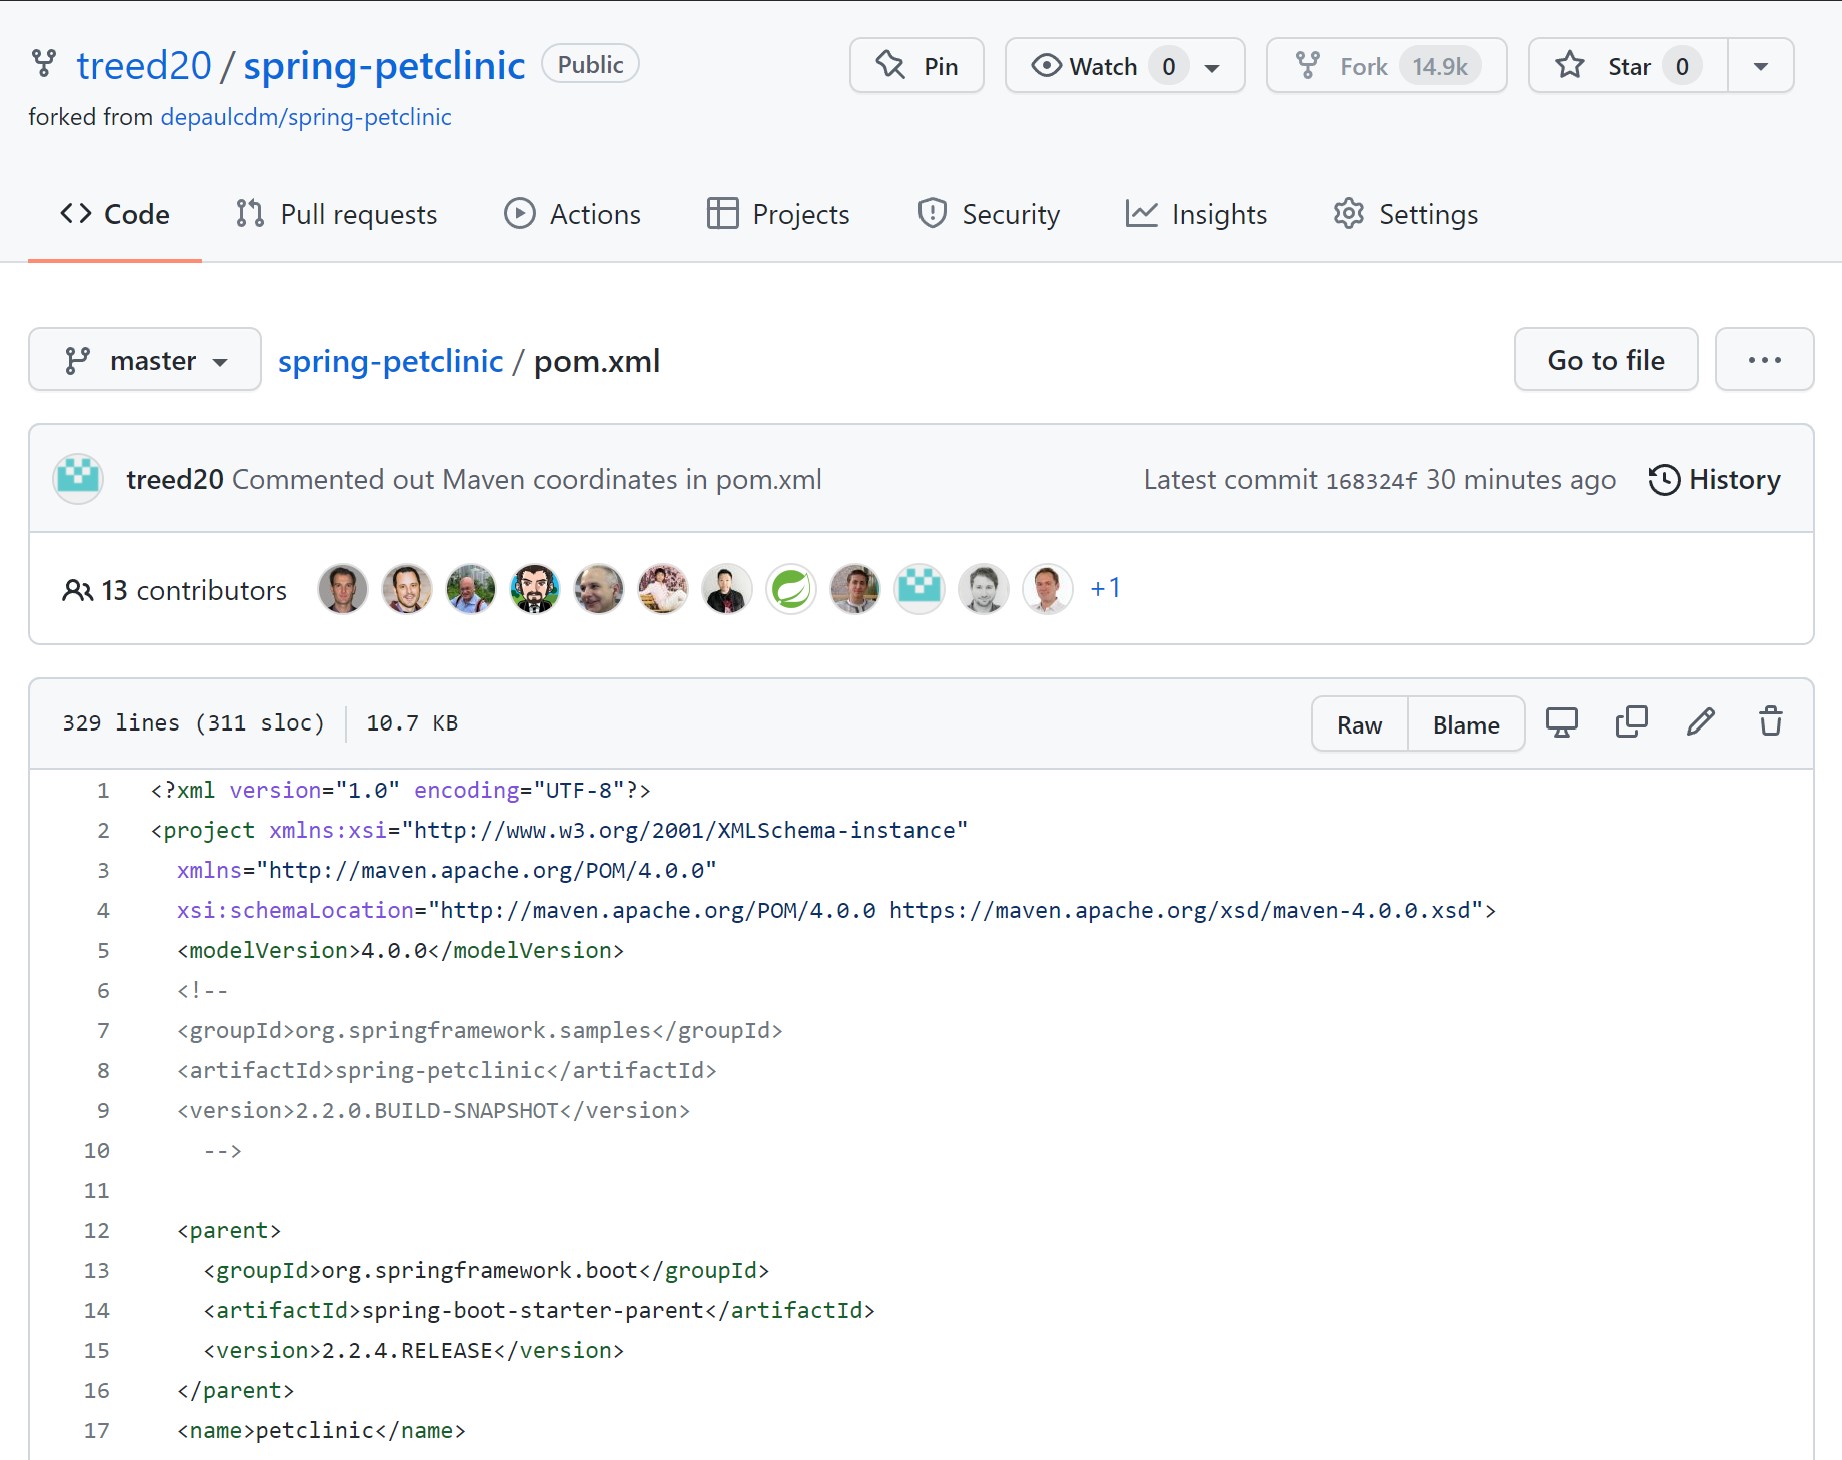 treed20 / spring-petclinic Public
Pin Watch 0 Fork 14.9k Star 0
forked from depaulcdm/spring-petclinic
Code Pull requests Actions Projects Security Insights Settings
master spring-petclinic / pom.xml Go to file ...
treed20 Commented out Maven coordinates in pom.xml Latest commit 168324f 30 minutes ago History
13 contributors +1
329 lines (311 sloc) 10.7 KB Raw Blame
1 <?xml version="1.0" encoding="UTF-8"?>
2 <project xmlns:xsi="http://www.w3.org/2001/XMLSchema-instance"
3   xmlns="http://maven.apache.org/POM/4.0.0"
4   xsi:schemaLocation="http://maven.apache.org/POM/4.0.0 https://maven.apache.org/xsd/maven-4.0.0.xsd">
5   <modelVersion>4.0.0</modelVersion>
6   <!--
7   <groupId>org.springframework.samples</groupId>
8   <artifactId>spring-petclinic</artifactId>
9   <version>2.2.0.BUILD-SNAPSHOT</version>
10     -->
11
12   <parent>
13     <groupId>org.springframework.boot</groupId>
14     <artifactId>spring-boot-starter-parent</artifactId>
15     <version>2.2.4.RELEASE</version>
16   </parent>
17   <name>petclinic</name>